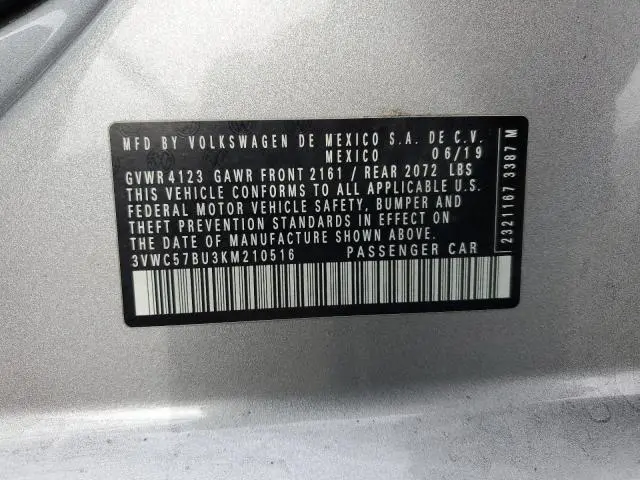 MFD BY VOLKSWAGEN DE MEXICO S.A. DE C.V.
MEXICO 06/19
GVWR 4123 GAWR FRONT 2161 / REAR 2072 LBS
THIS VEHICLE CONFORMS TO ALL APPLICABLE U.S.
FEDERAL MOTOR VEHICLE SAFETY, BUMPER AND
THEFT PREVENTION STANDARDS IN EFFECT ON
THE DATE OF MANUFACTURE SHOWN ABOVE.
3VWC57BU3KM210516 PASSENGER CAR
2321167 3387 M